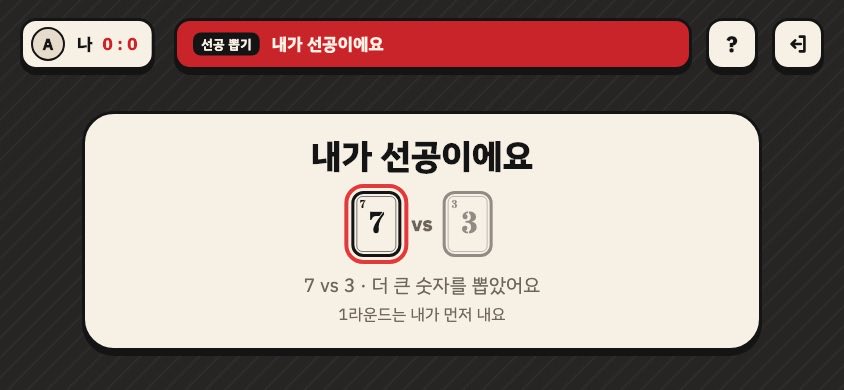 A 나 0 : 0 선공 뽑기 내가 선공이에요 ?
내가 선공이에요
7 7 vs 3 3
7 vs 3 · 더 큰 숫자를 뽑았어요
1라운드는 내가 먼저 내요